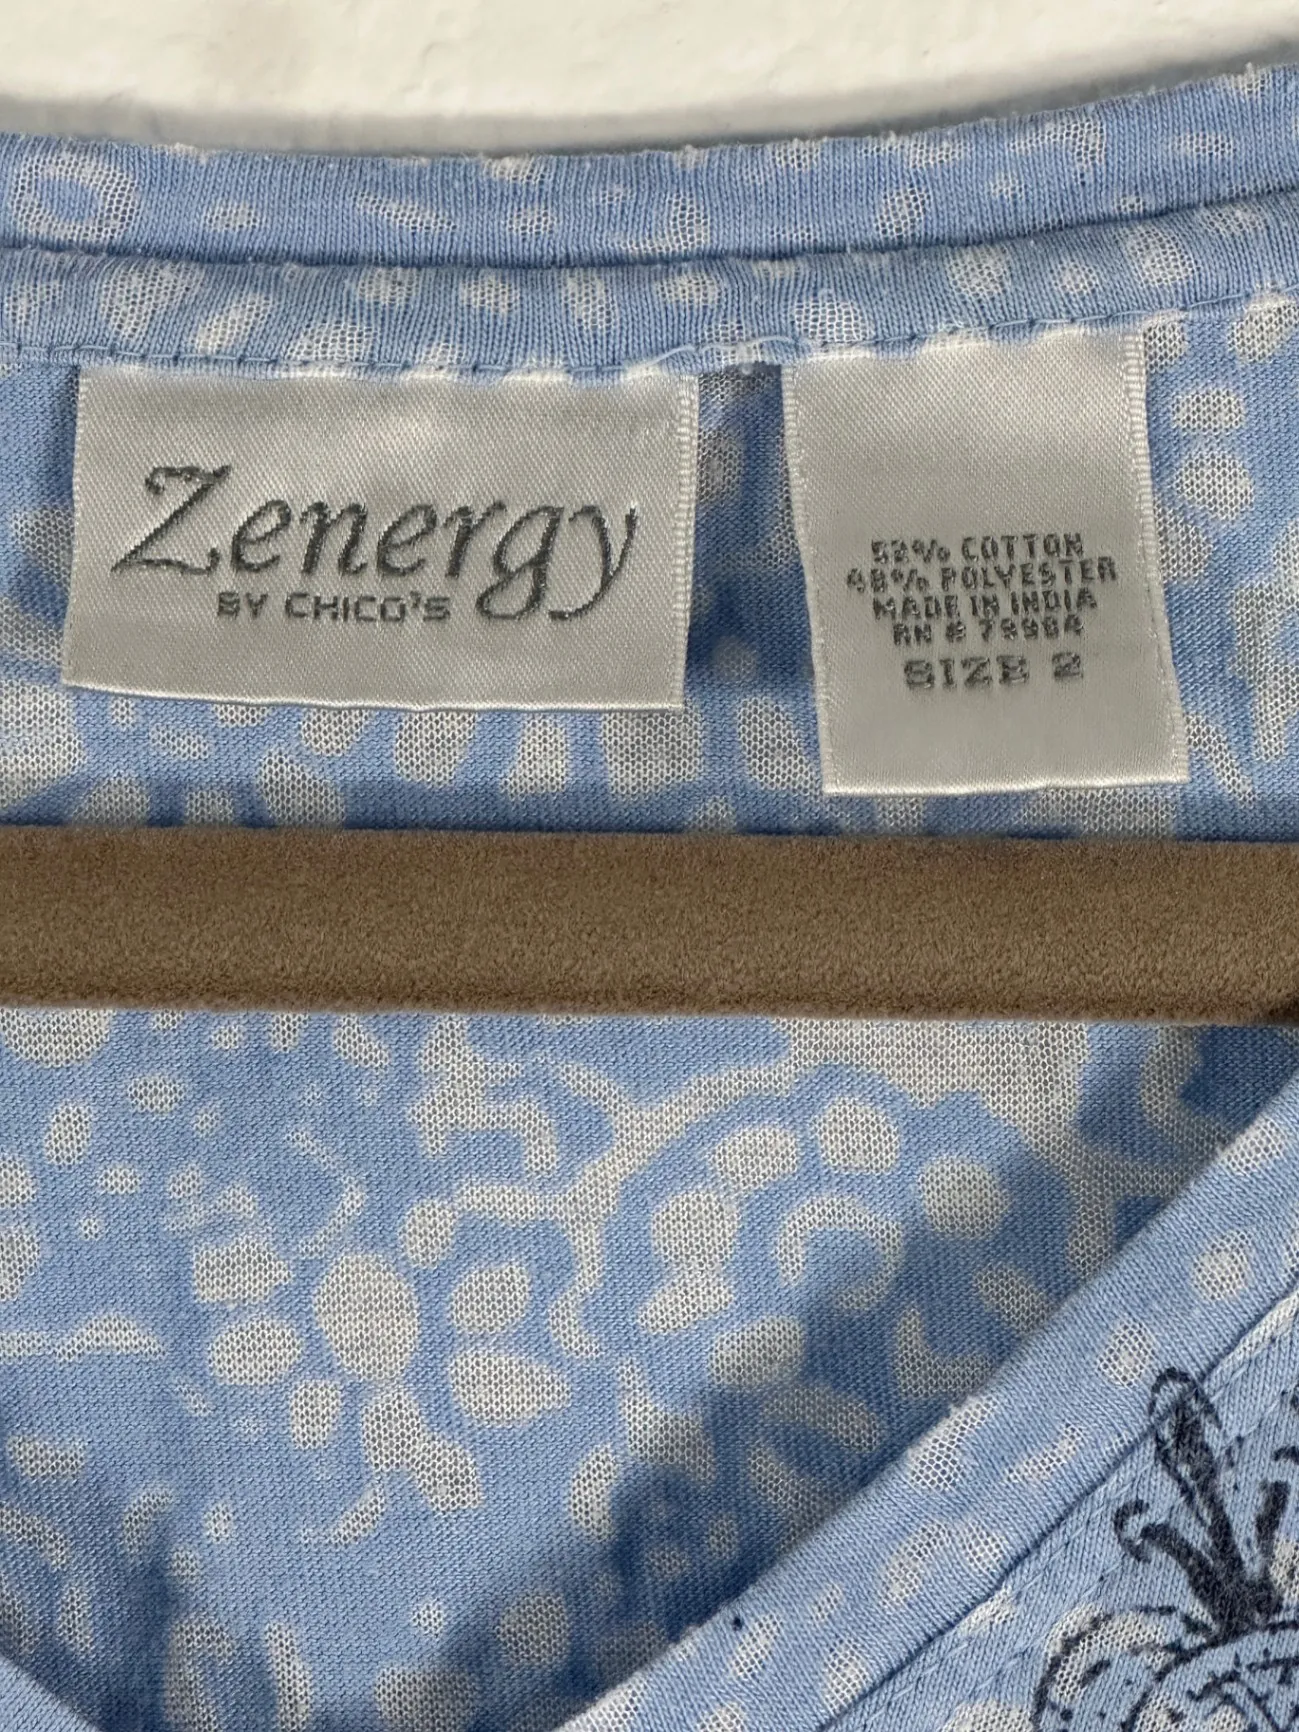 Zenergy
BY CHICO'S
52% COTTON
48% POLYESTER
MADE IN INDIA
RN # 79984
SIZE 2